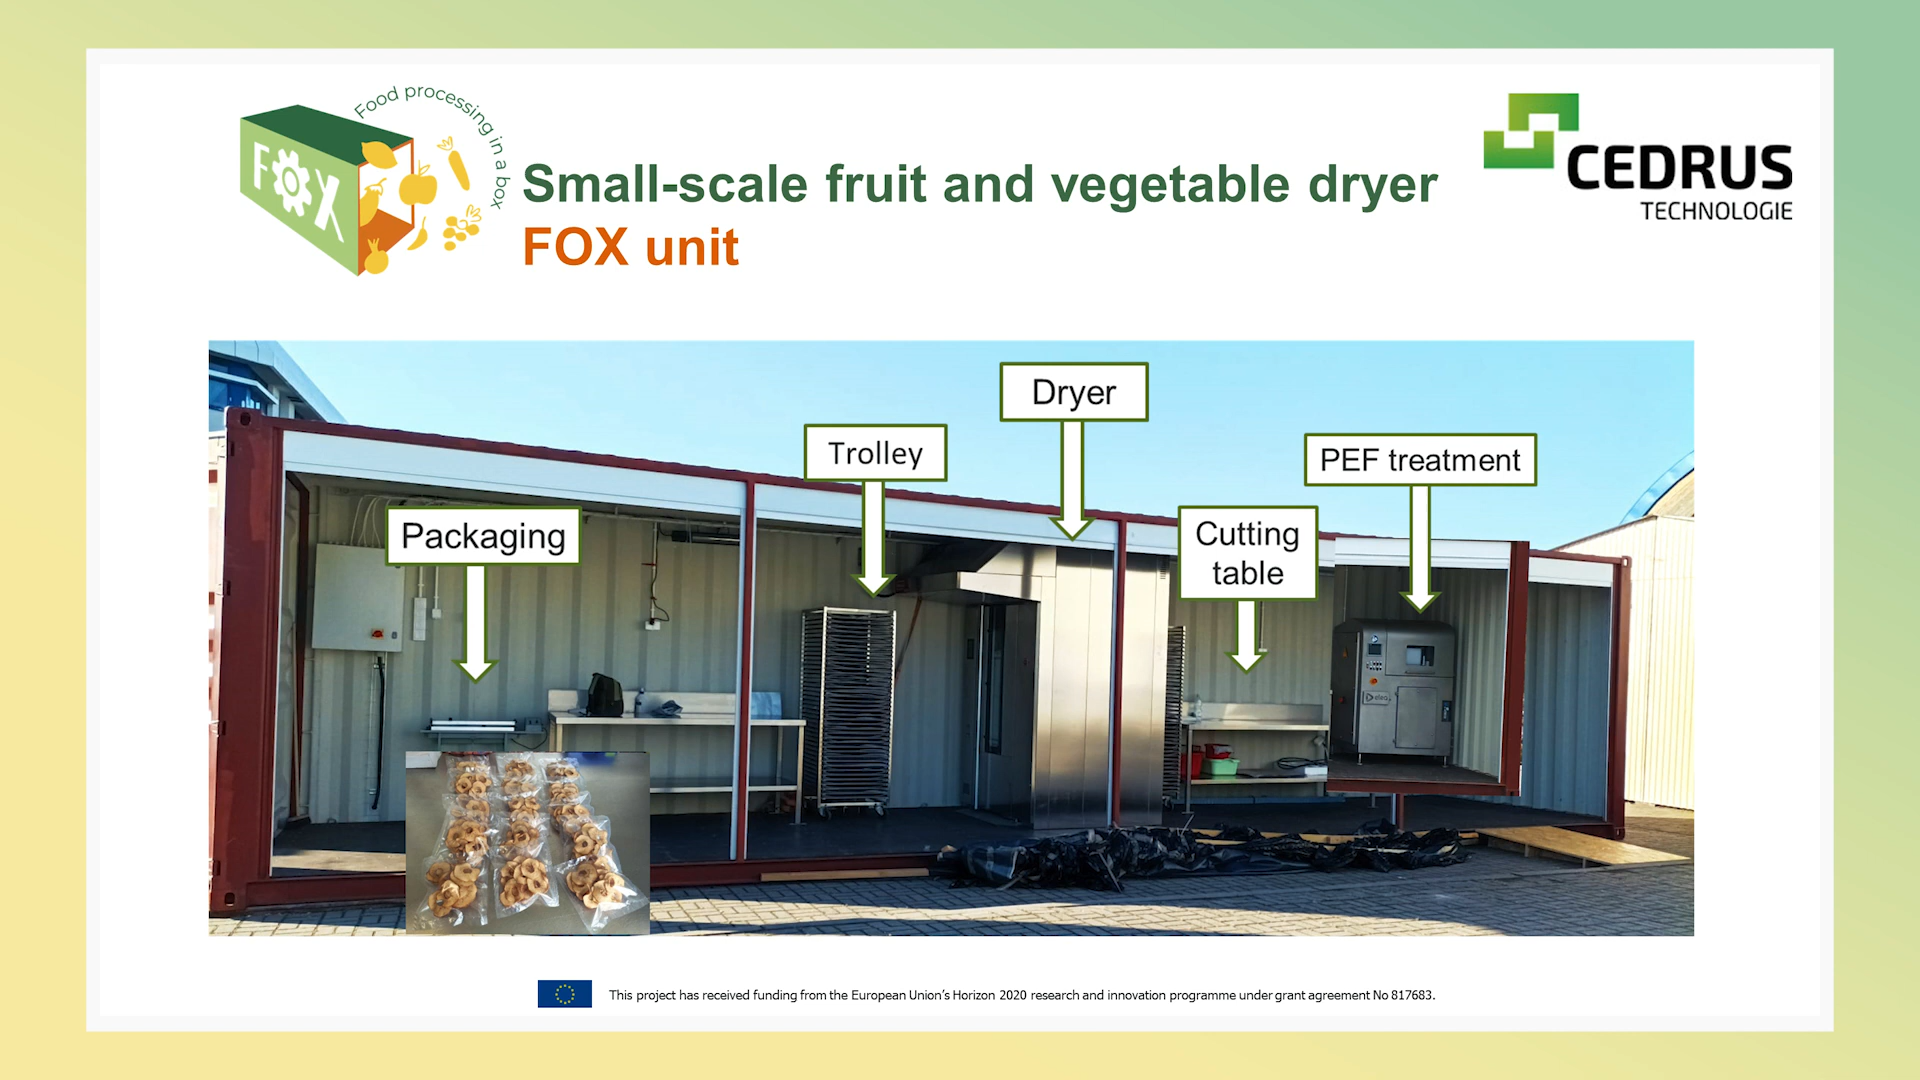 Food processing in a box
FOX
Small-scale fruit and vegetable dryer
FOX unit
CEDRUS
TECHNOLOGIE
Dryer
Trolley
PEF treatment
Packaging
Cutting
table
This project has received funding from the European Union's Horizon 2020 research and innovation programme under grant agreement No 817683.